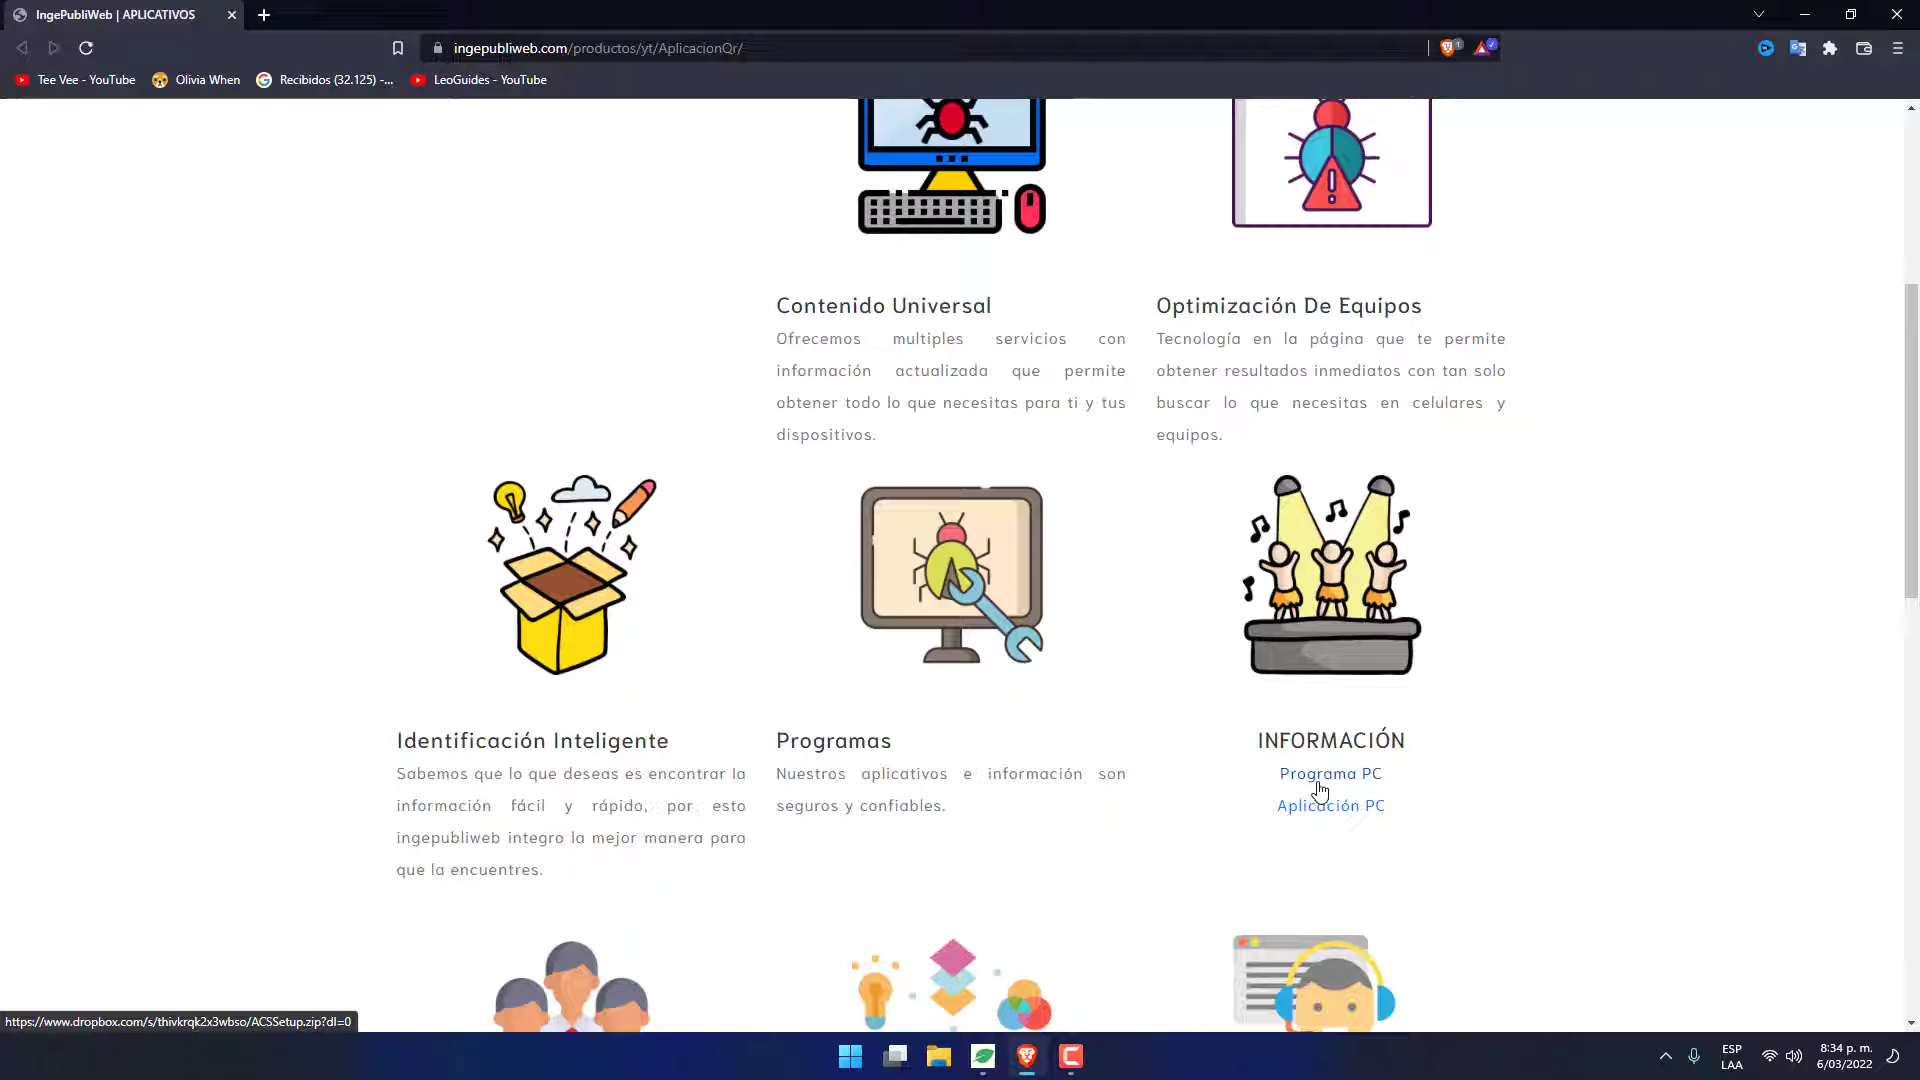 IngePubliWeb | APLICATIVOS
ingepubliweb.com/productos/yt/AplicacionQr/
Tee Vee - YouTube
Olivia When
Recibidos (32.125) -...
LeoGuides - YouTube
Contenido Universal
Ofrecemos multiples servicios con
información actualizada que permite
obtener todo lo que necesitas para ti y tus
dispositivos.
Optimización De Equipos
Tecnología en la página que te permite
obtener resultados inmediatos con tan solo
buscar lo que necesitas en celulares y
equipos.
Identificación Inteligente
Sabemos que lo que deseas es encontrar la
información fácil y rápido, por esto
ingepubliweb integro la mejor manera para
que la encuentres.
Programas
Nuestros aplicativos e información son
seguros y confiables.
INFORMACIÓN
Programa PC
Aplicación PC
https://www.dropbox.com/s/thivkrqk2x3wbso/ACSSetup.zip?dl=0
ESP
LAA
8:34 p. m.
6/03/2022